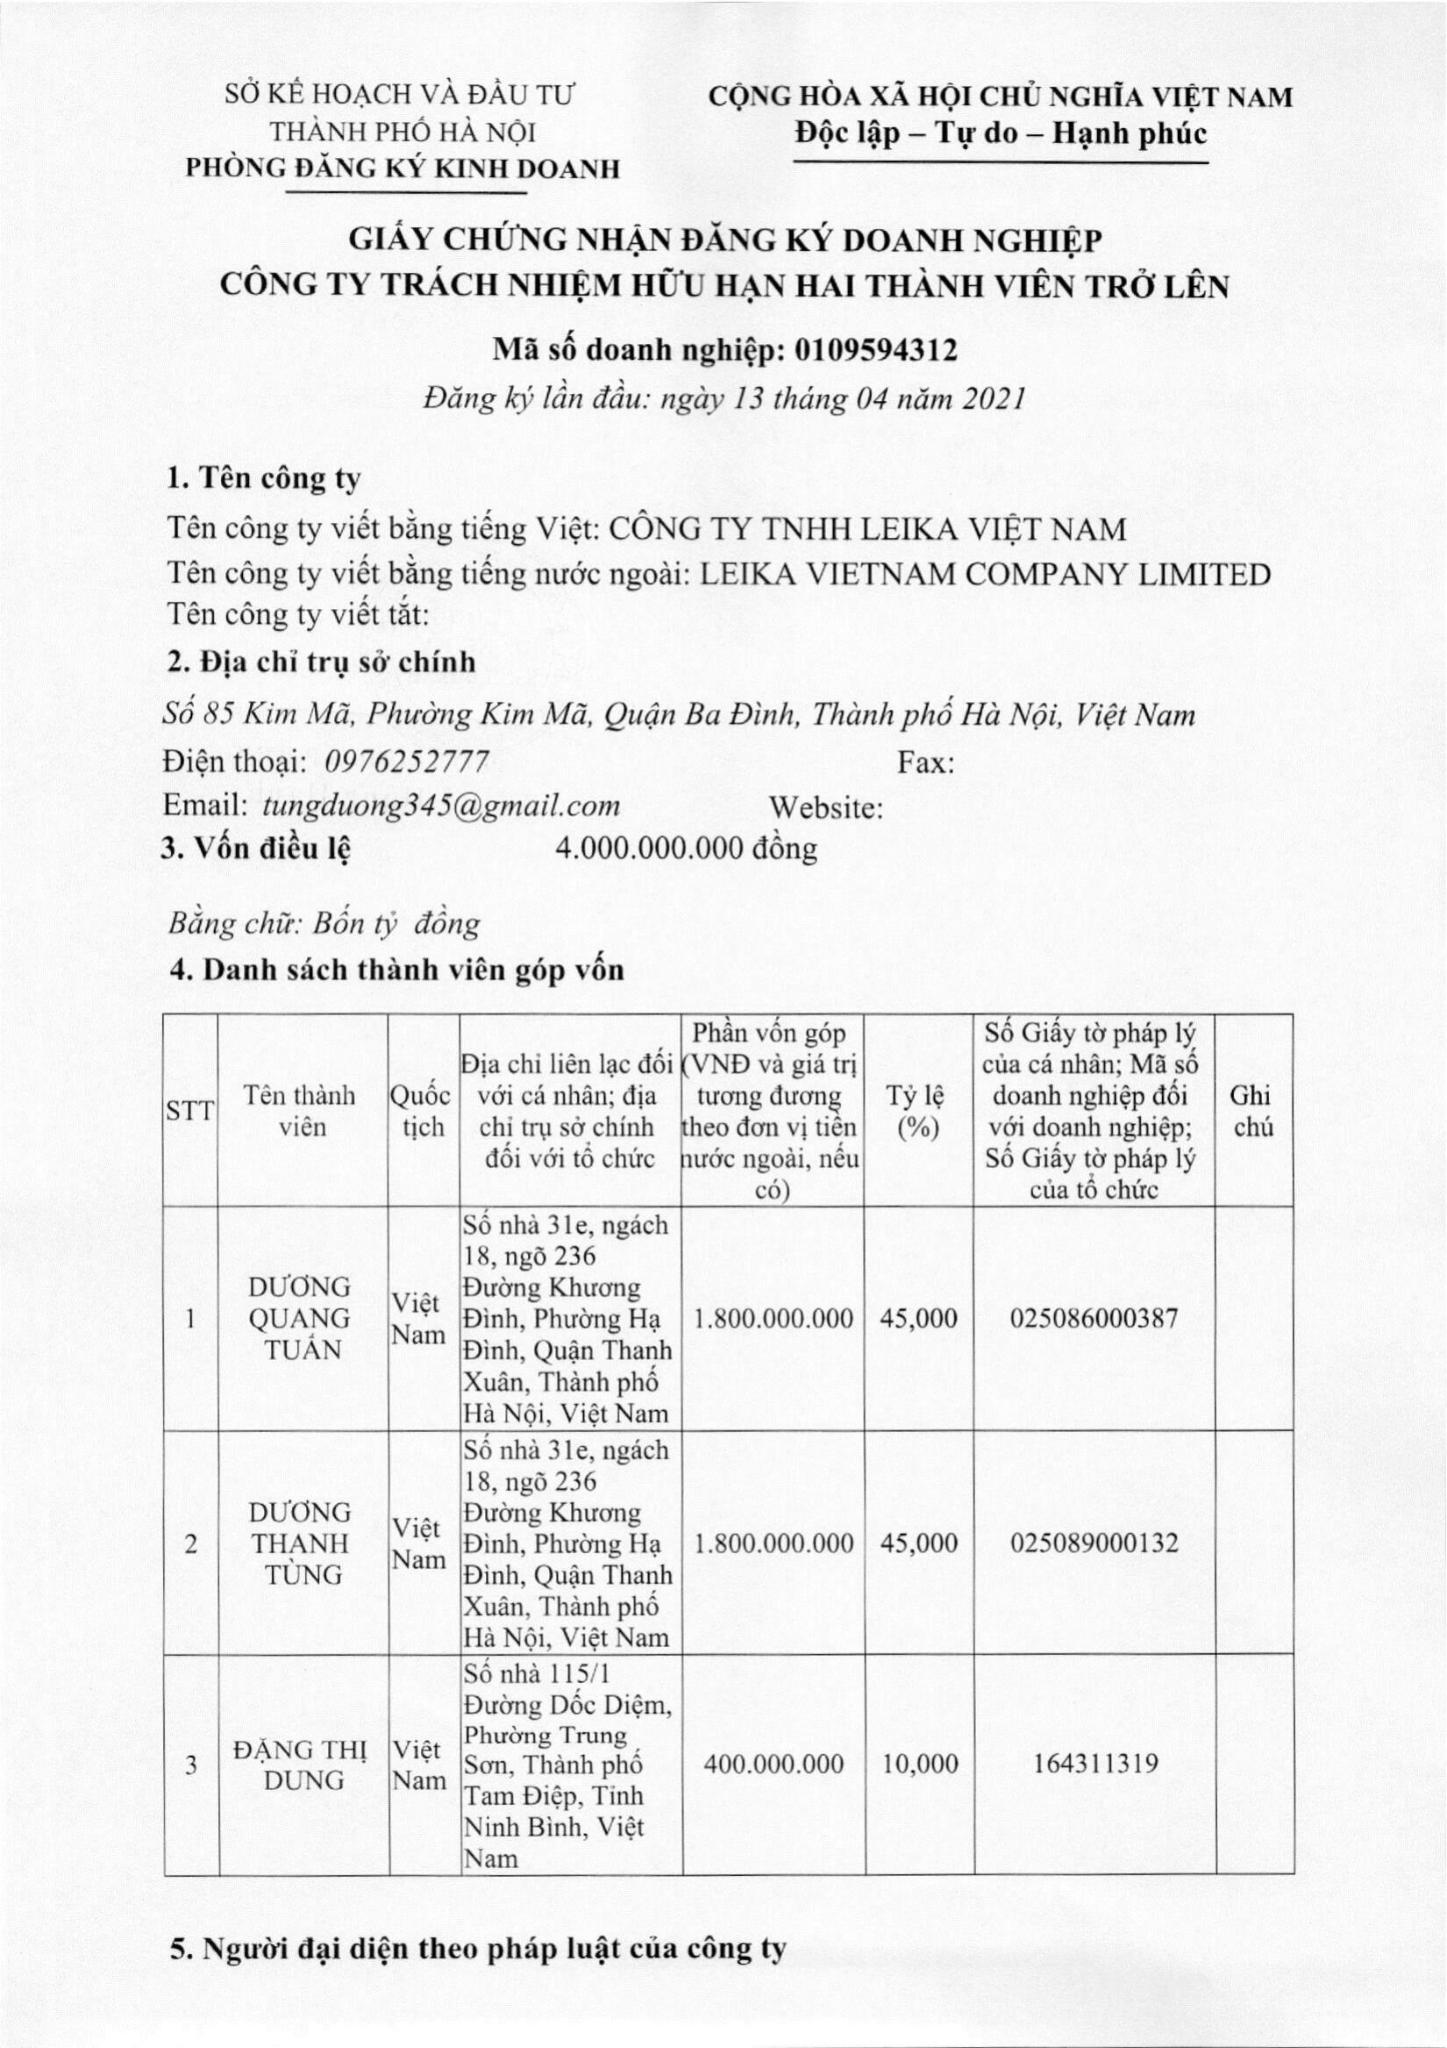 SỞ KẾ HOẠCH VÀ ĐẦU TƯ
THÀNH PHỐ HÀ NỘI
PHÒNG ĐĂNG KÝ KINH DOANH
CỘNG HÒA XÃ HỘI CHỦ NGHĨA VIỆT NAM
Độc lập – Tự do – Hạnh phúc
GIẤY CHỨNG NHẬN ĐĂNG KÝ DOANH NGHIỆP
CÔNG TY TRÁCH NHIỆM HỮU HẠN HAI THÀNH VIÊN TRỞ LÊN
Mã số doanh nghiệp: 0109594312
Đăng ký lần đầu: ngày 13 tháng 04 năm 2021
1. Tên công ty
Tên công ty viết bằng tiếng Việt: CÔNG TY TNHH LEIKA VIỆT NAM
Tên công ty viết bằng tiếng nước ngoài: LEIKA VIETNAM COMPANY LIMITED
Tên công ty viết tắt:
2. Địa chỉ trụ sở chính
Số 85 Kim Mã, Phường Kim Mã, Quận Ba Đình, Thành phố Hà Nội, Việt Nam
Điện thoại: 0976252777 Fax:
Email: tungduong345@gmail.com Website:
3. Vốn điều lệ 4.000.000.000 đồng
Bằng chữ: Bốn tỷ đồng
4. Danh sách thành viên góp vốn
STT
Tên thành
viên
Quốc
tịch
Địa chỉ liên lạc đối
với cá nhân; địa
chỉ trụ sở chính
đối với tổ chức
Phần vốn góp
(VNĐ và giá trị
tương đương
theo đơn vị tiền
nước ngoài, nếu
có)
Tỷ lệ
(%)
Số Giấy tờ pháp lý
của cá nhân; Mã số
doanh nghiệp đối
với doanh nghiệp;
Số Giấy tờ pháp lý
của tổ chức
Ghi
chú
1
DƯƠNG
QUANG
TUẤN
Việt
Nam
Số nhà 31e, ngách
18, ngõ 236
Đường Khương
Đình, Phường Hạ
Đình, Quận Thanh
Xuân, Thành phố
Hà Nội, Việt Nam
1.800.000.000
45,000
025086000387
2
DƯƠNG
THANH
TÙNG
Việt
Nam
Số nhà 31e, ngách
18, ngõ 236
Đường Khương
Đình, Phường Hạ
Đình, Quận Thanh
Xuân, Thành phố
Hà Nội, Việt Nam
1.800.000.000
45,000
025089000132
3
ĐẶNG THỊ
DUNG
Việt
Nam
Số nhà 115/1
Đường Dốc Diệm,
Phường Trung
Sơn, Thành phố
Tam Điệp, Tỉnh
Ninh Bình, Việt
Nam
400.000.000
10,000
164311319
5. Người đại diện theo pháp luật của công ty